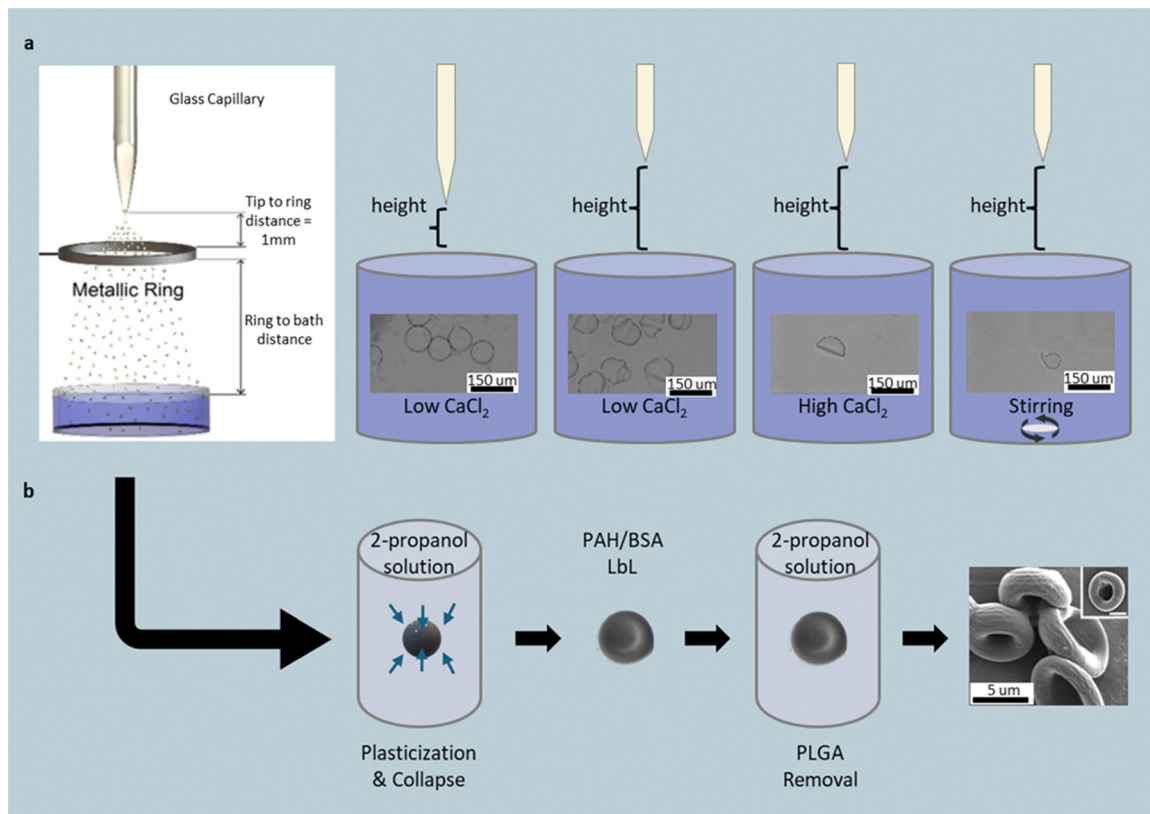 a
Glass Capillary
Tip to ring
distance =
1mm
Metallic Ring
Ring to bath
distance
height
150 um
Low CaCl₂
height
150 um
Low CaCl₂
height
150 um
High CaCl₂
height
150 um
Stirring
b
2-propanol
solution
Plasticization
& Collapse
PAH/BSA
LbL
2-propanol
solution
PLGA
Removal
5 um